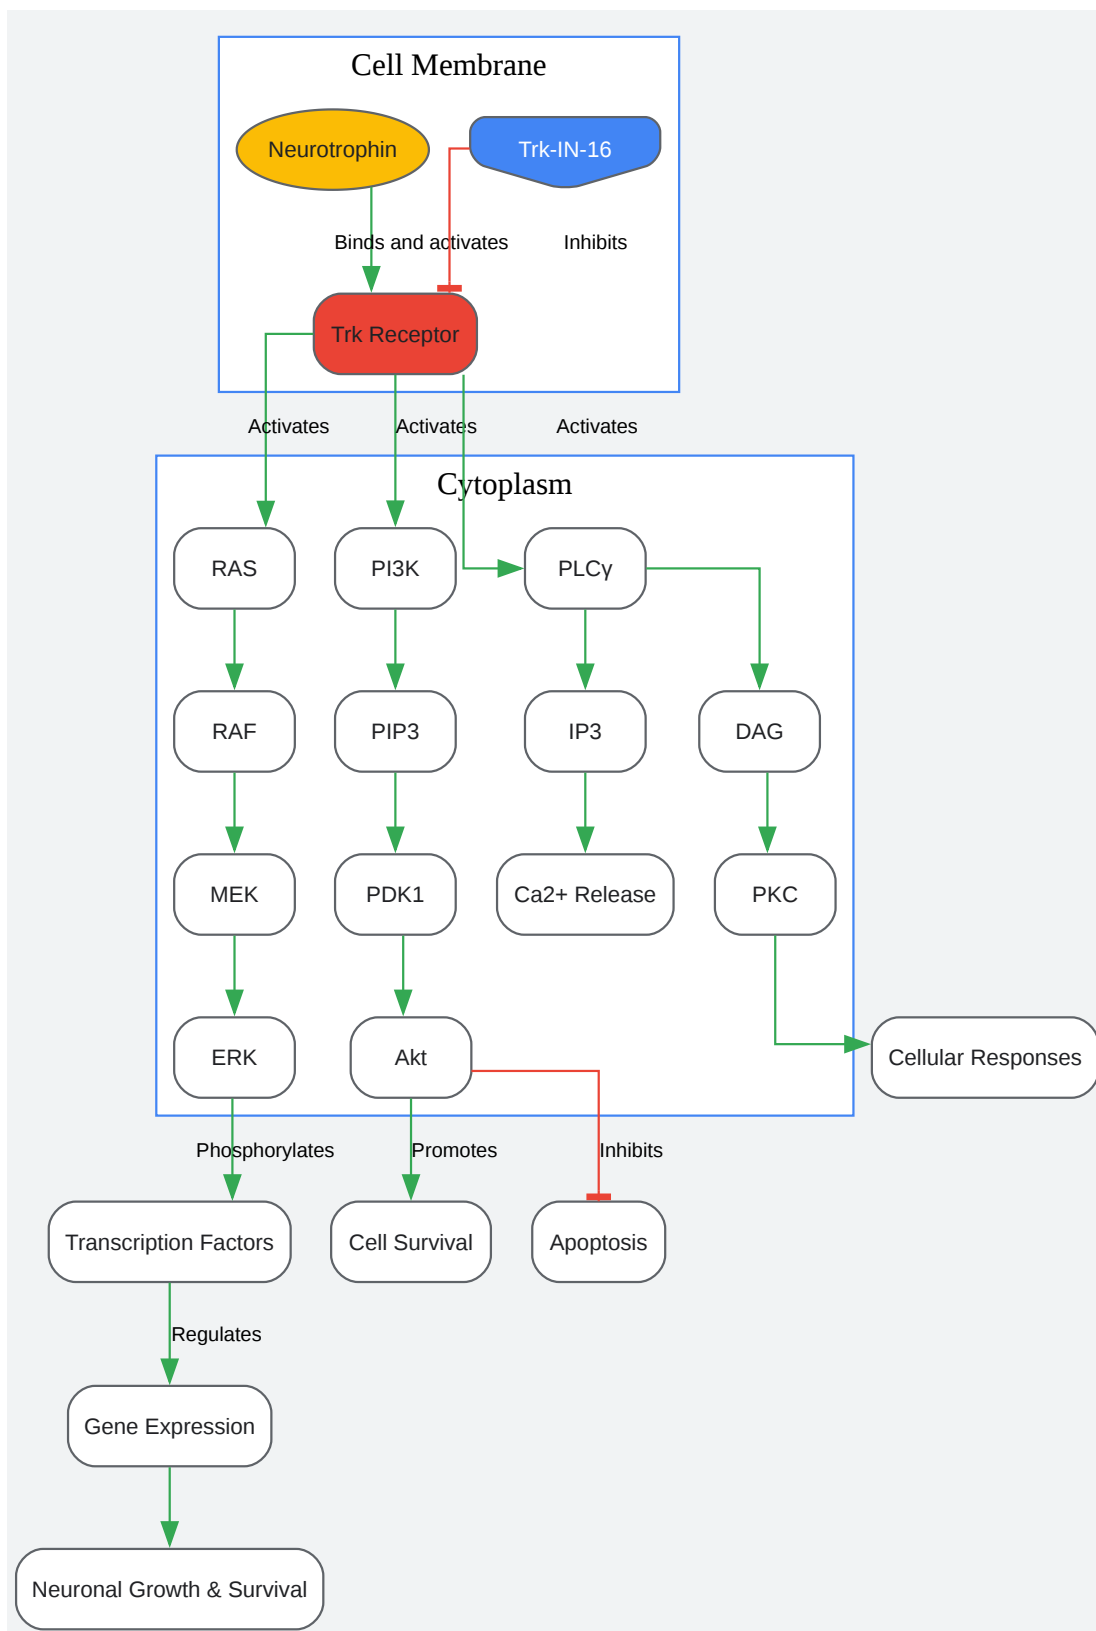 Cell Membrane
Neurotrophin
Trk-IN-16
Binds and activates
Inhibits
Trk Receptor
Activates
Activates
Activates
Cytoplasm
RAS
PI3K
PLCγ
RAF
PIP3
IP3
DAG
MEK
PDK1
Ca2+ Release
PKC
ERK
Akt
Cellular Responses
Phosphorylates
Promotes
Inhibits
Transcription Factors
Cell Survival
Apoptosis
Regulates
Gene Expression
Neuronal Growth & Survival